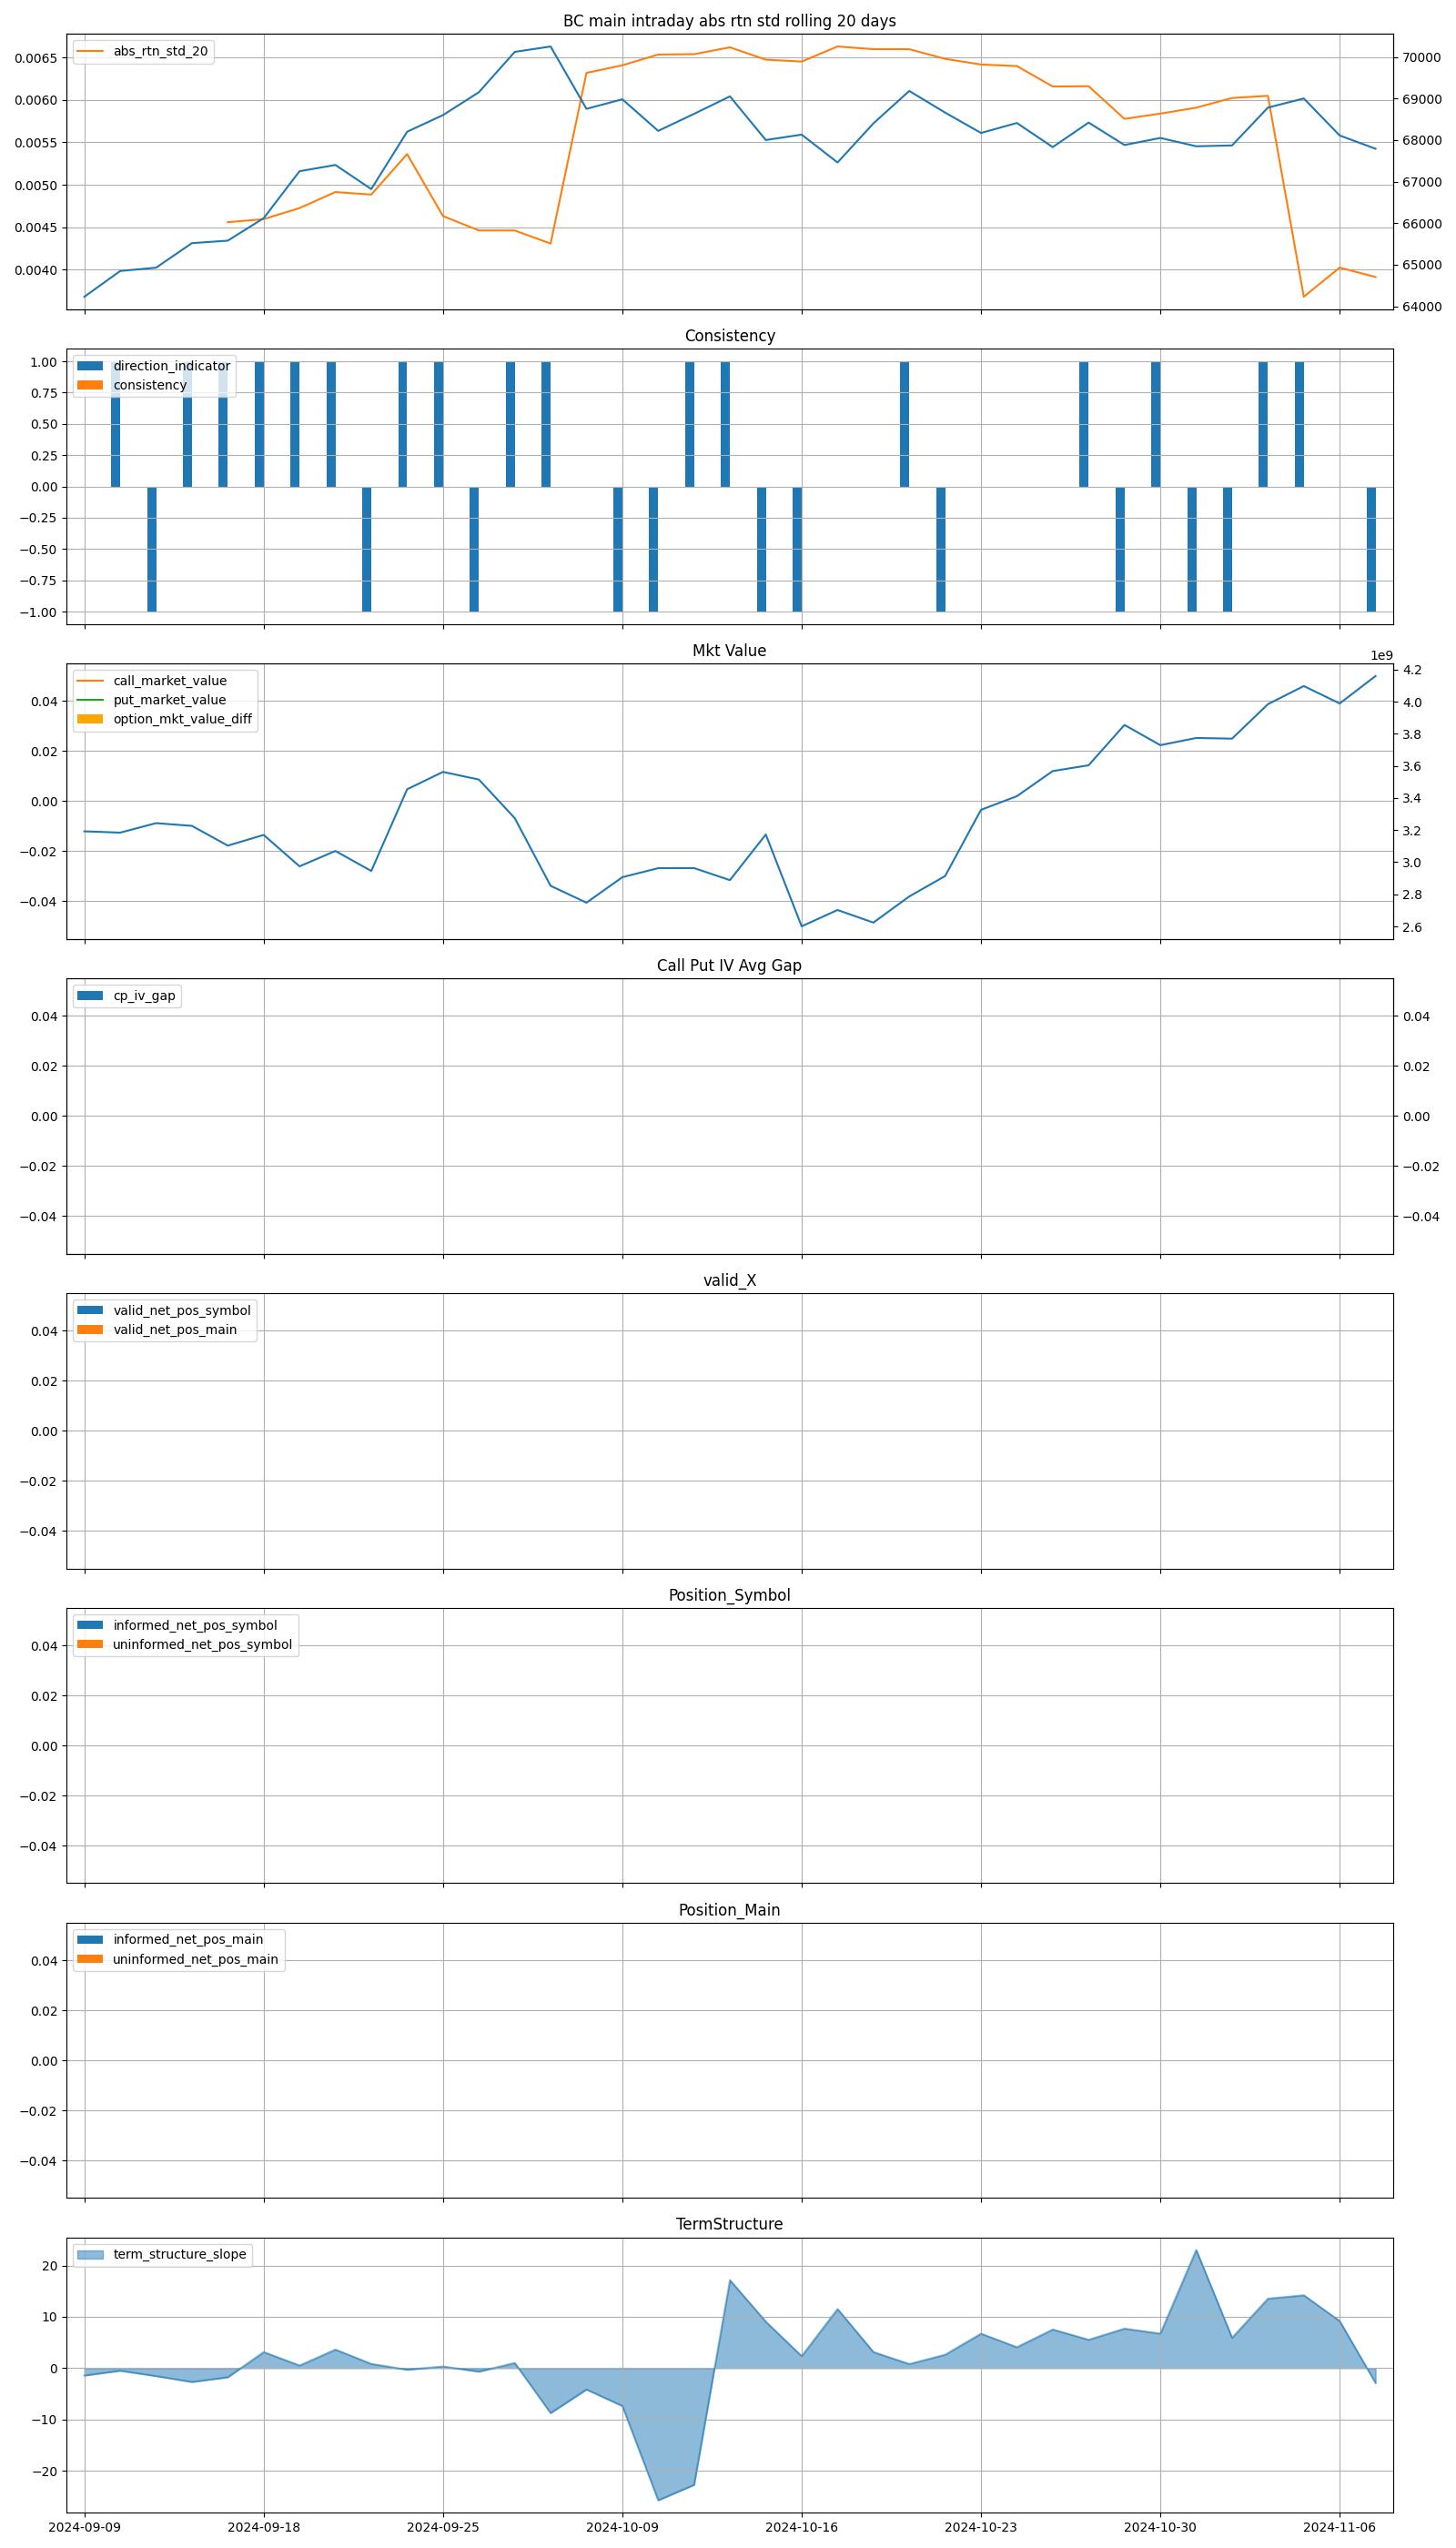 BC main intraday abs rtn std rolling 20 days
abs_rtn_std_20
0.0065
0.0060
0.0055
0.0050
0.0045
0.0040
70000
69000
68000
67000
66000
65000
64000
Consistency
direction_indicator
consistency
1.00
0.75
0.50
0.25
0.00
−0.25
−0.50
−0.75
−1.00
Mkt Value
1e9
call_market_value
put_market_value
option_mkt_value_diff
0.04
0.02
0.00
−0.02
−0.04
4.2
4.0
3.8
3.6
3.4
3.2
3.0
2.8
2.6
Call Put IV Avg Gap
cp_iv_gap
0.04
0.02
0.00
−0.02
−0.04
0.04
0.02
0.00
−0.02
−0.04
valid_X
valid_net_pos_symbol
valid_net_pos_main
0.04
0.02
0.00
−0.02
−0.04
Position_Symbol
informed_net_pos_symbol
uninformed_net_pos_symbol
0.04
0.02
0.00
−0.02
−0.04
Position_Main
informed_net_pos_main
uninformed_net_pos_main
0.04
0.02
0.00
−0.02
−0.04
TermStructure
term_structure_slope
20
10
0
−10
−20
2024-09-09 2024-09-18 2024-09-25 2024-10-09 2024-10-16 2024-10-23 2024-10-30 2024-11-06